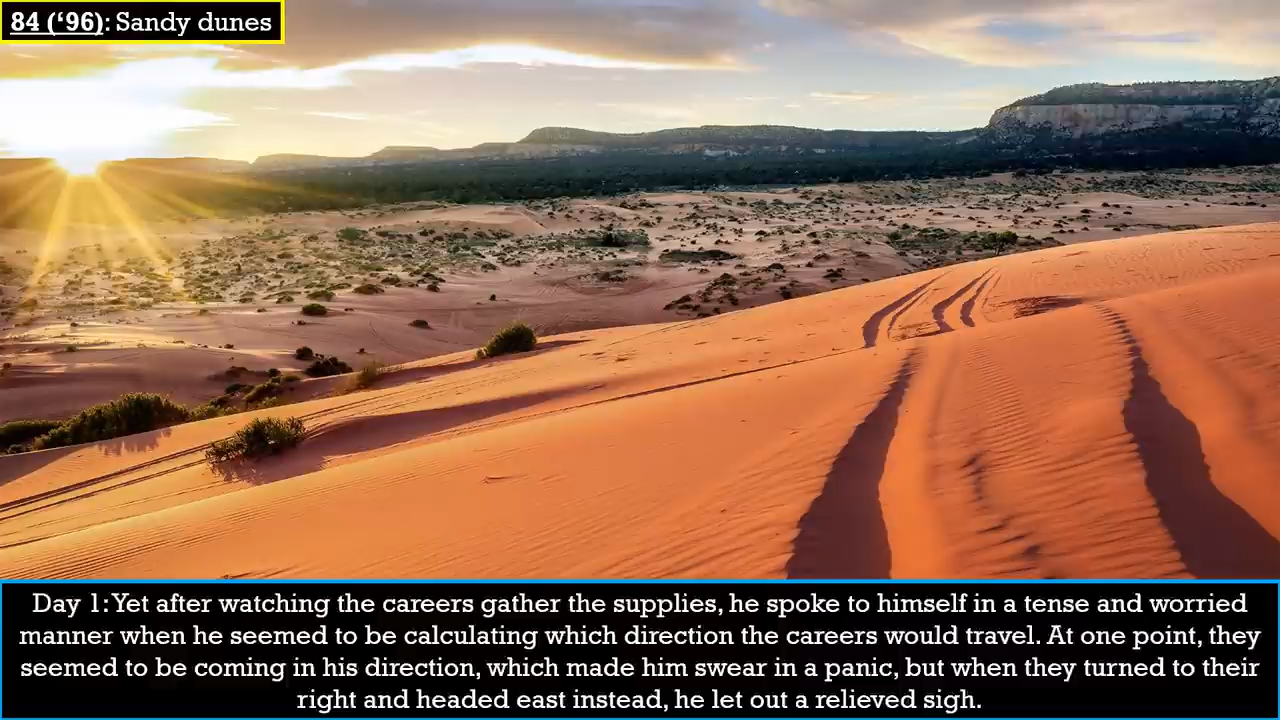 84 (‘96): Sandy dunes
Day 1: Yet after watching the careers gather the supplies, he spoke to himself in a tense and worried
manner when he seemed to be calculating which direction the careers would travel. At one point, they
seemed to be coming in his direction, which made him swear in a panic, but when they turned to their
right and headed east instead, he let out a relieved sigh.